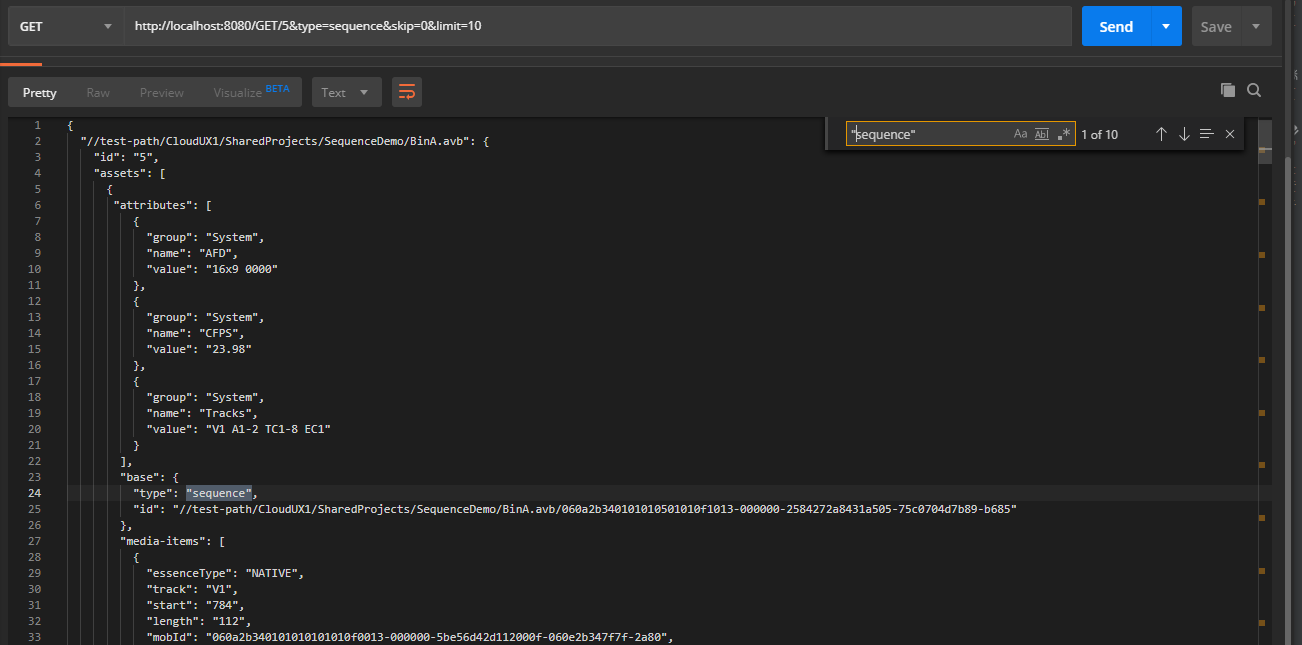 GET http://localhost:8080/GET/5&type=sequence&skip=0&limit=10 Send Save
Pretty Raw Preview Visualize BETA Text
"sequence" Aa Abl .* 1 of 10
1 {
2 "//test-path/CloudUX1/SharedProjects/SequenceDemo/BinA.avb": {
3 "id": "5",
4 "assets": [
5 {
6 "attributes": [
7 {
8 "group": "System",
9 "name": "AFD",
10 "value": "16x9 0000"
11 },
12 {
13 "group": "System",
14 "name": "CFPS",
15 "value": "23.98"
16 },
17 {
18 "group": "System",
19 "name": "Tracks",
20 "value": "V1 A1-2 TC1-8 EC1"
21 }
22 ],
23 "base": {
24 "type": "sequence",
25 "id": "//test-path/CloudUX1/SharedProjects/SequenceDemo/BinA.avb/060a2b340101010501010f1013-000000-2584272a8431a505-75c0704d7b89-b685"
26 },
27 "media-items": [
28 {
29 "essenceType": "NATIVE",
30 "track": "V1",
31 "start": "784",
32 "length": "112",
33 "mobId": "060a2b340101010101010f0013-000000-5be56d42d112000f-060e2b347f7f-2a80",